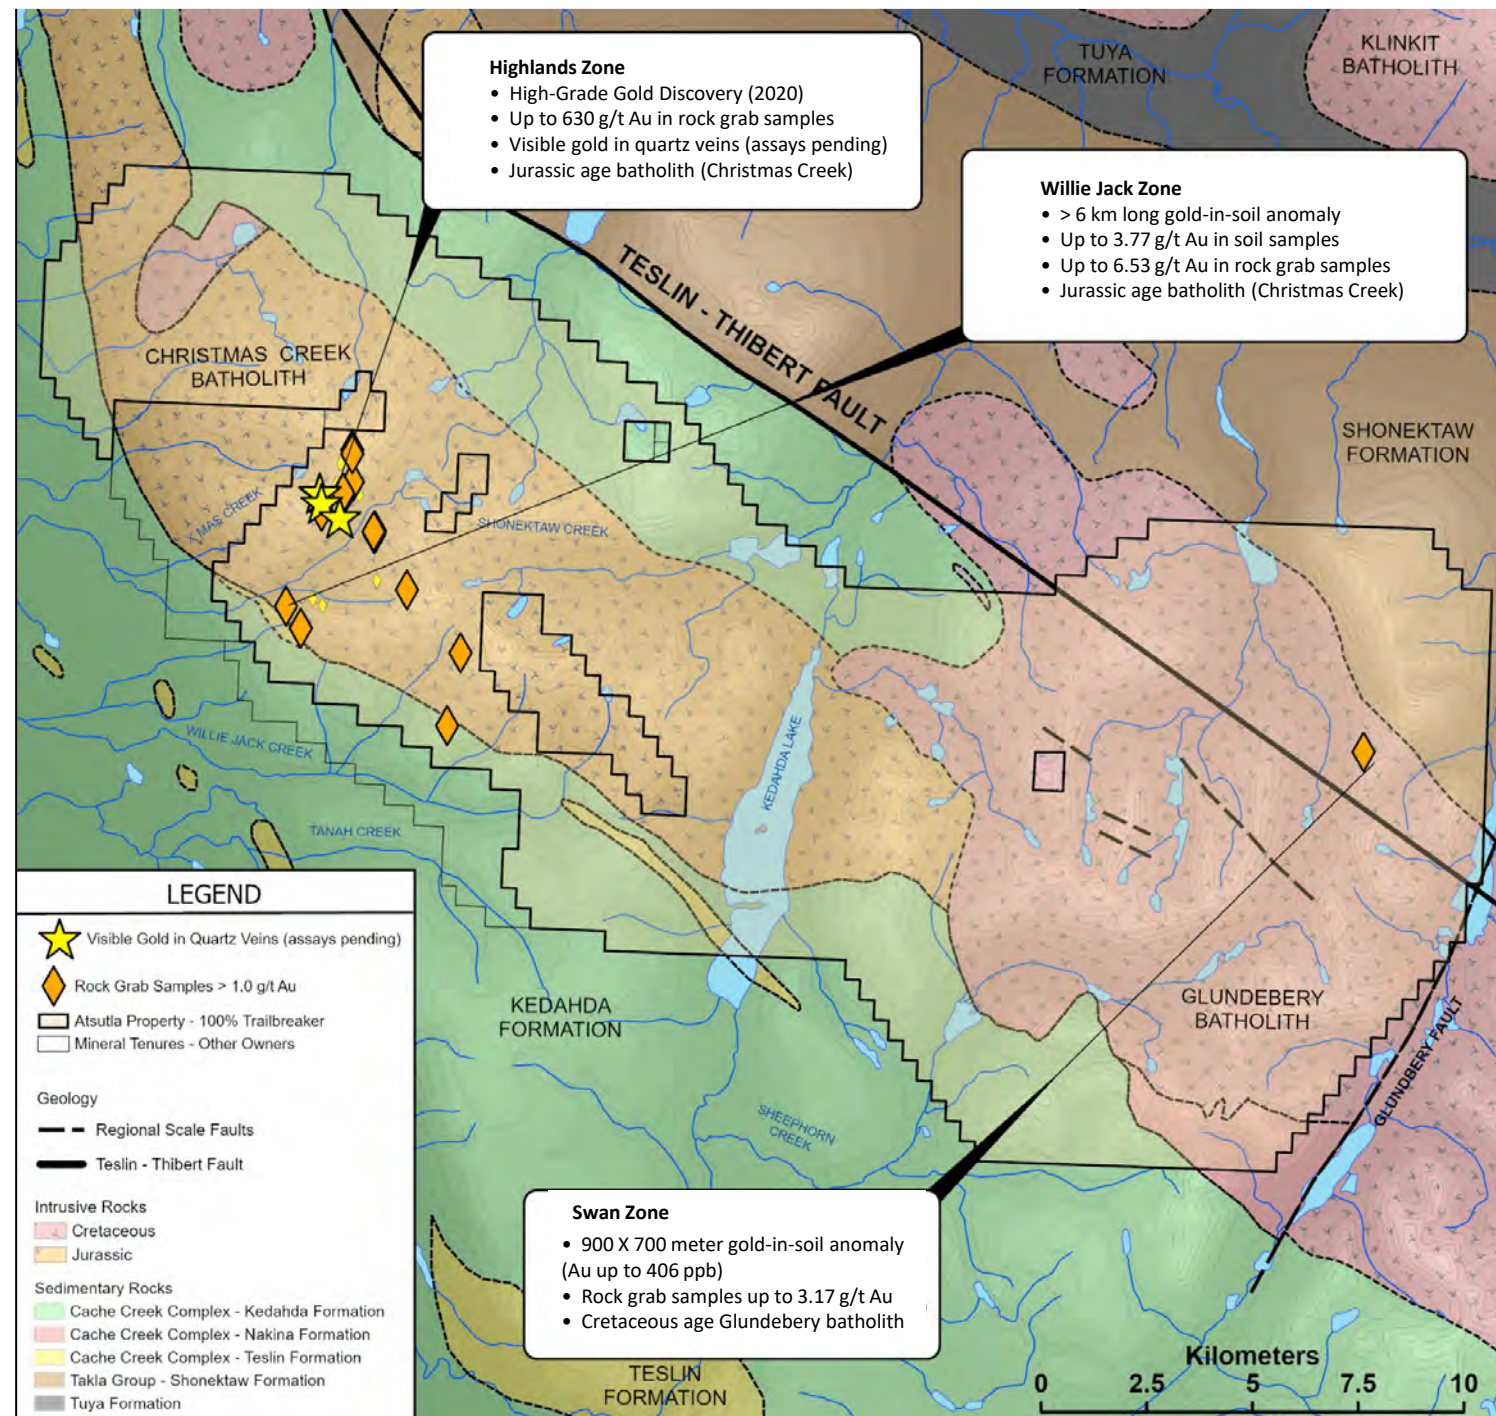 TUYA
FORMATION
KLINKIT
BATHOLITH
Highlands Zone
• High-Grade Gold Discovery (2020)
• Up to 630 g/t Au in rock grab samples
• Visible gold in quartz veins (assays pending)
• Jurassic age batholith (Christmas Creek)
Willie Jack Zone
• > 6 km long gold-in-soil anomaly
• Up to 3.77 g/t Au in soil samples
• Up to 6.53 g/t Au in rock grab samples
• Jurassic age batholith (Christmas Creek)
TESLIN - THIBERT FAULT
CHRISTMAS CREEK
BATHOLITH
SHONEKTAW
FORMATION
X MAS CREEK
SHONEKTAW CREEK
KEDAHDA LAKE
WILLIE JACK CREEK
TANAH CREEK
KEDAHDA
FORMATION
GLUNDEBERY
BATHOLITH
GLUNDBERY FAULT
SHEEPHORN
CREEK
Swan Zone
• 900 X 700 meter gold-in-soil anomaly
(Au up to 406 ppb)
• Rock grab samples up to 3.17 g/t Au
• Cretaceous age Glundebery batholith
TESLIN
FORMATION
Kilometers
0 2.5 5 7.5 10
LEGEND
Visible Gold in Quartz Veins (assays pending)
Rock Grab Samples > 1.0 g/t Au
Atsutla Property - 100% Trailbreaker
Mineral Tenures - Other Owners
Geology
Regional Scale Faults
Teslin - Thibert Fault
Intrusive Rocks
Cretaceous
Jurassic
Sedimentary Rocks
Cache Creek Complex - Kedahda Formation
Cache Creek Complex - Nakina Formation
Cache Creek Complex - Teslin Formation
Takla Group - Shonektaw Formation
Tuya Formation